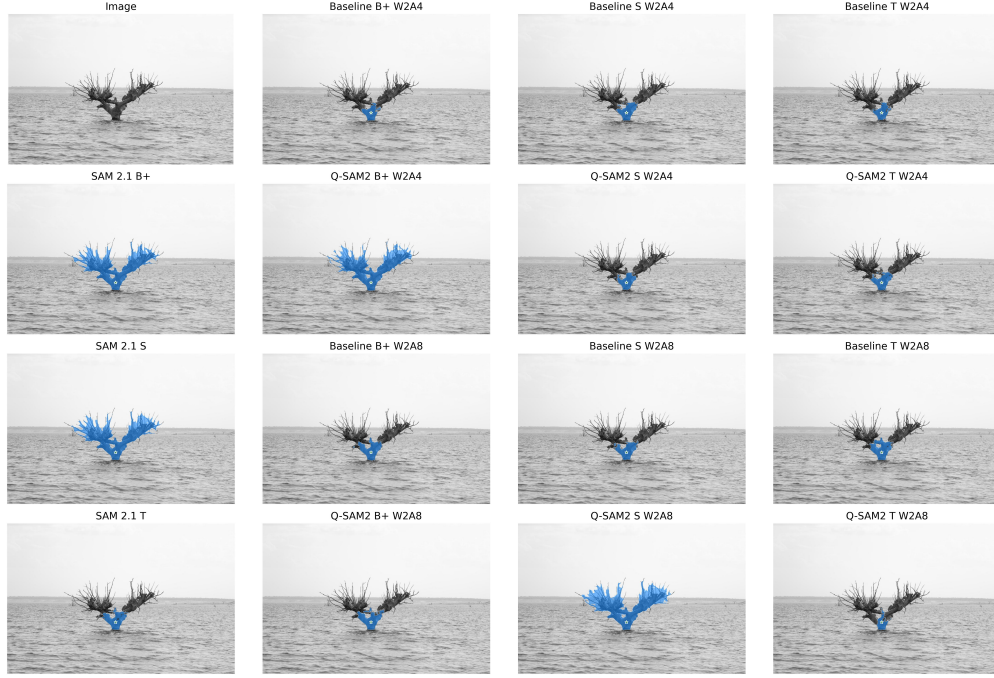 Image
Baseline B+ W2A4
Baseline S W2A4
Baseline T W2A4
SAM 2.1 B+
Q-SAM2 B+ W2A4
Q-SAM2 S W2A4
Q-SAM2 T W2A4
SAM 2.1 S
Baseline B+ W2A8
Baseline S W2A8
Baseline T W2A8
SAM 2.1 T
Q-SAM2 B+ W2A8
Q-SAM2 S W2A8
Q-SAM2 T W2A8